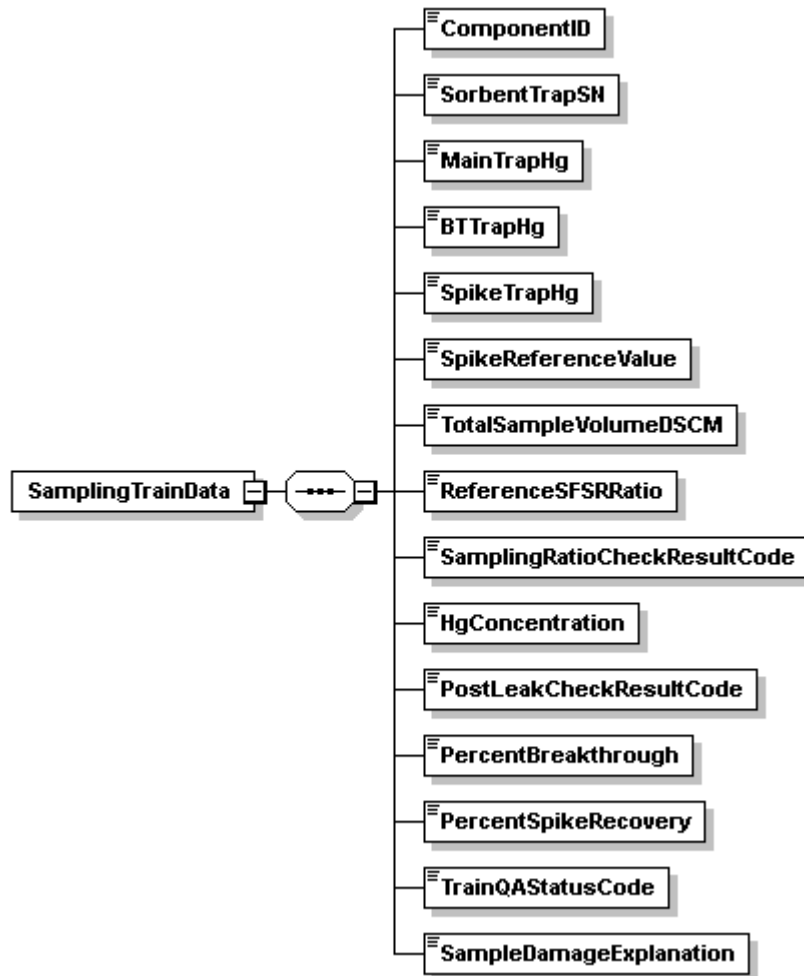 ComponentID
SorbentTrapSN
MainTrapHg
BTTrapHg
SpikeTrapHg
SpikeReferenceValue
TotalSampleVolumeDSCM
SamplingTrainData
ReferenceSFSRRatio
SamplingRatioCheckResultCode
HgConcentration
PostLeakCheckResultCode
PercentBreakthrough
PercentSpikeRecovery
TrainQAStatusCode
SampleDamageExplanation